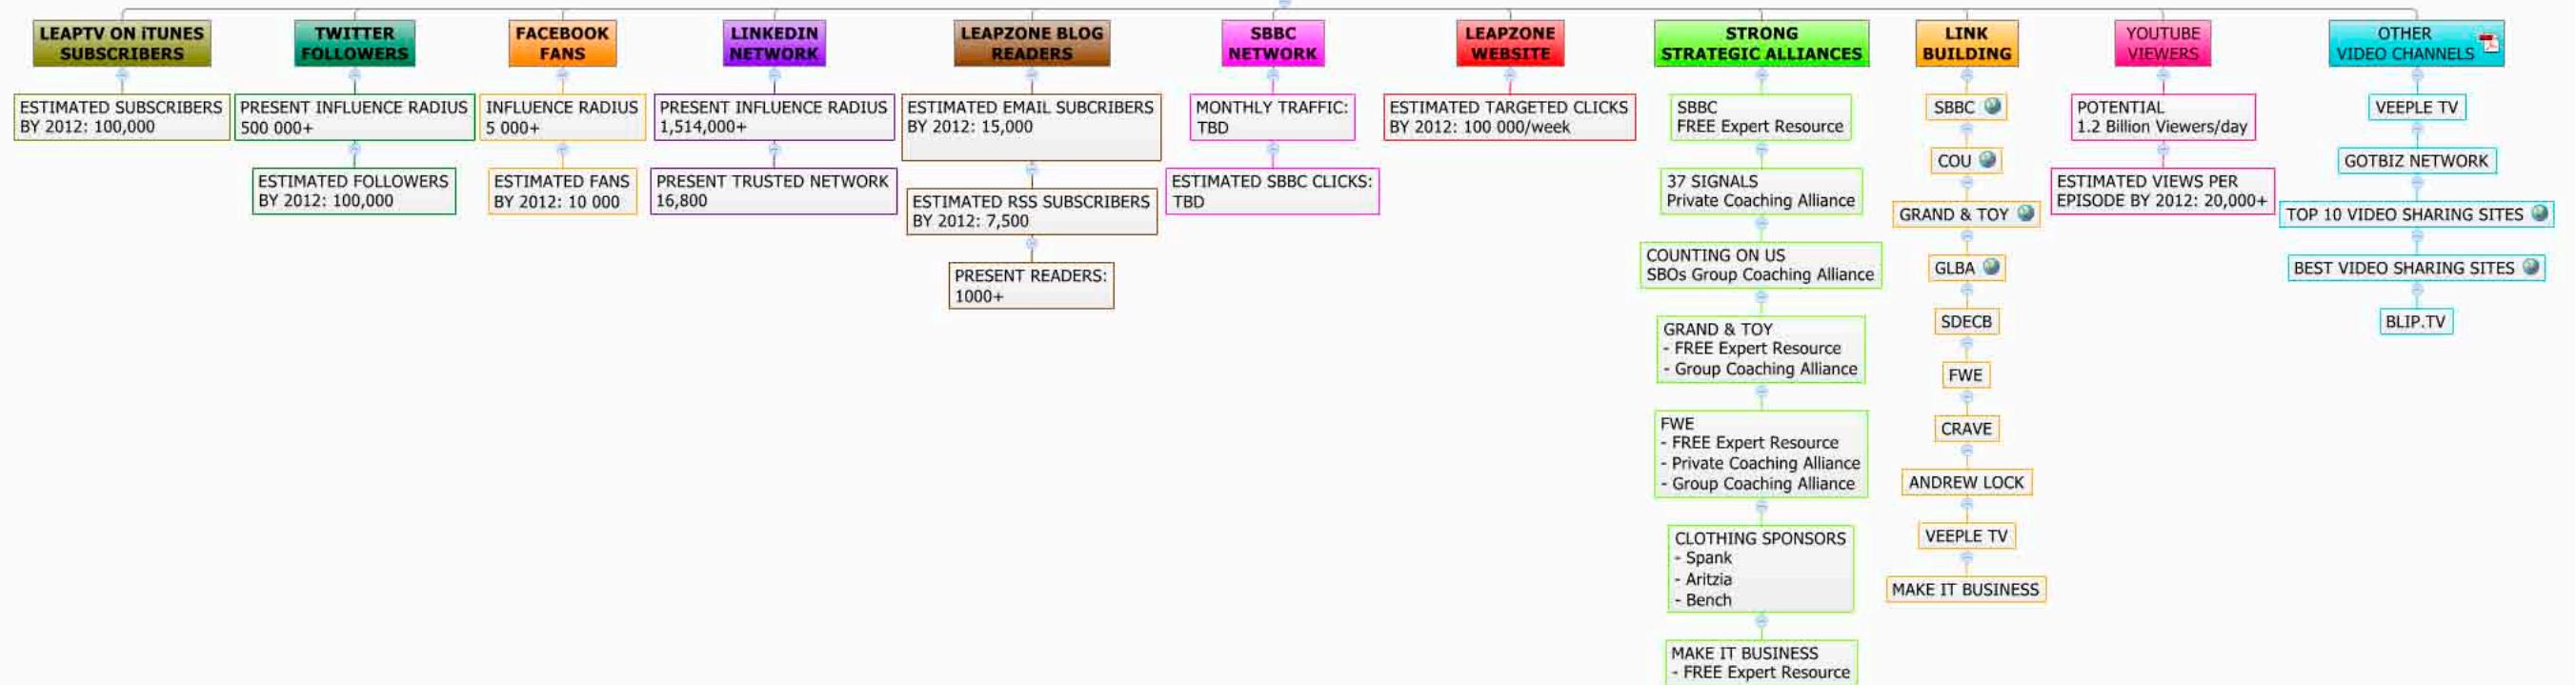 LEAPTV ON iTUNES
SUBSCRIBERS
ESTIMATED SUBSCRIBERS
BY 2012: 100,000
TWITTER
FOLLOWERS
PRESENT INFLUENCE RADIUS
500 000+
ESTIMATED FOLLOWERS
BY 2012: 100,000
FACEBOOK
FANS
INFLUENCE RADIUS
5 000+
ESTIMATED FANS
BY 2012: 10 000
LINKEDIN
NETWORK
PRESENT INFLUENCE RADIUS
1,514,000+
PRESENT TRUSTED NETWORK
16,800
LEAPZONE BLOG
READERS
ESTIMATED EMAIL SUBCRIBERS
BY 2012: 15,000
ESTIMATED RSS SUBSCRIBERS
BY 2012: 7,500
PRESENT READERS:
1000+
SBBC
NETWORK
MONTHLY TRAFFIC:
TBD
ESTIMATED SBBC CLICKS:
TBD
LEAPZONE
WEBSITE
ESTIMATED TARGETED CLICKS
BY 2012: 100 000/week
STRONG
STRATEGIC ALLIANCES
SBBC
FREE Expert Resource
37 SIGNALS
Private Coaching Alliance
COUNTING ON US
SBOs Group Coaching Alliance
GRAND & TOY
- FREE Expert Resource
- Group Coaching Alliance
FWE
- FREE Expert Resource
- Private Coaching Alliance
- Group Coaching Alliance
CLOTHING SPONSORS
- Spank
- Aritzia
- Bench
MAKE IT BUSINESS
- FREE Expert Resource
LINK
BUILDING
SBBC
COU
GRAND & TOY
GLBA
SDECB
FWE
CRAVE
ANDREW LOCK
VEEPLE TV
MAKE IT BUSINESS
YOUTUBE
VIEWERS
POTENTIAL
1.2 Billion Viewers/day
ESTIMATED VIEWS PER
EPISODE BY 2012: 20,000+
OTHER
VIDEO CHANNELS
VEEPLE TV
GOTBIZ NETWORK
TOP 10 VIDEO SHARING SITES
BEST VIDEO SHARING SITES
BLIP.TV